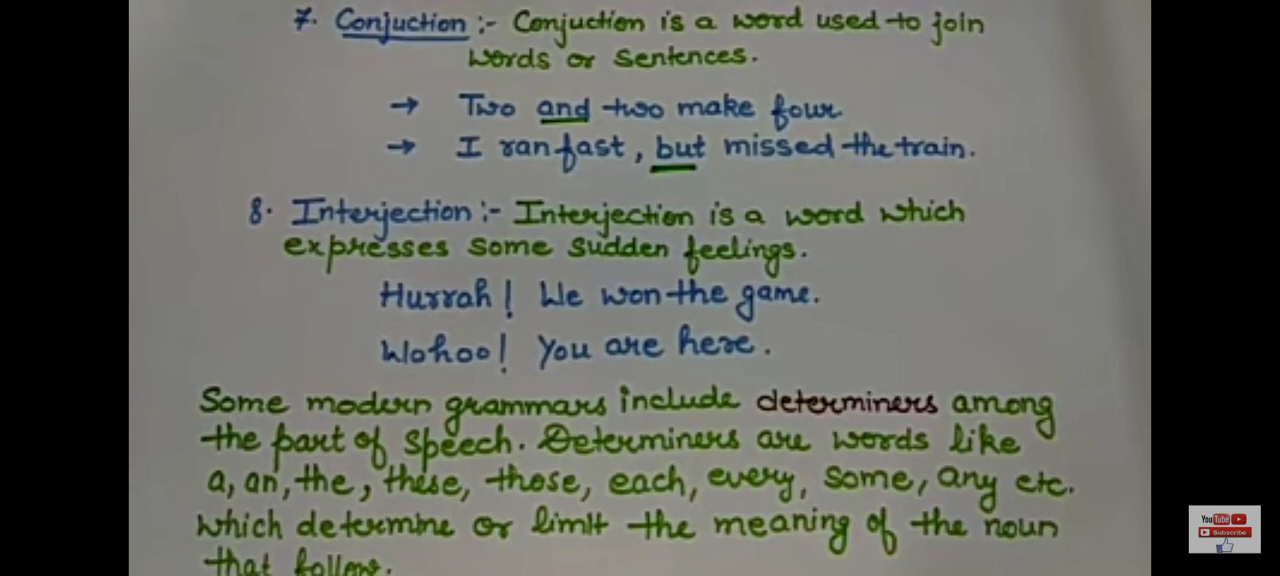 7. Conjuction :- Conjuction is a word used to join
words or sentences.
→ Two and two make four.
→ I ran fast, but missed the train.
8. Interjection :- Interjection is a word which
expresses some sudden feelings.
Hurrah! We won the game.
Wohoo! You are here.
Some modern grammars include determiners among
the part of speech. Determiners are words like
a, an, the, these, those, each, every, some, any etc.
which determine or limit the meaning of the noun
that follow.
YouTube
Subscribe